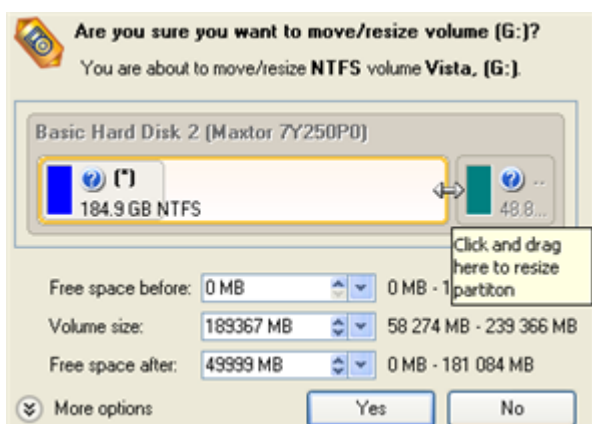 Are you sure you want to move/resize volume (G:)?
You are about to move/resize NTFS volume Vista, (G:).
Basic Hard Disk 2 (Maxtor 7Y250P0)
(*)
184.9 GB NTFS
..
48.8...
Click and drag
here to resize
partiton
Free space before: 0 MB 0 MB - 1
Volume size: 189367 MB 58 274 MB - 239 366 MB
Free space after: 49999 MB 0 MB - 181 084 MB
More options
Yes
No